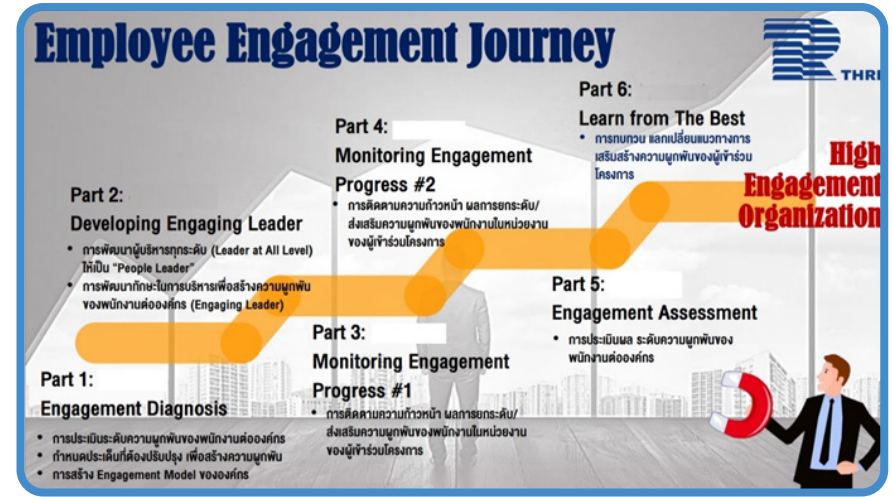 Employee Engagement Journey
THRI
Part 6:
Learn from The Best
• การทบทวน แลกเปลี่ยนแนวทางการ
เสริมสร้างความผูกพันของผู้เข้าร่วม
โครงการ
High
Engagement
Organization
Part 4:
Monitoring Engagement
Progress #2
• การติดตามความก้าวหน้า ผลการยกระดับ/
ส่งเสริมความผูกพันของพนักงานในหน่วยงาน
ของผู้เข้าร่วมโครงการ
Part 2:
Developing Engaging Leader
• การพัฒนาผู้บริหารทุกระดับ (Leader at All Level)
ให้เป็น "People Leader"
• การพัฒนาทักษะในการบริหารเพื่อสร้างความผูกพัน
ของพนักงานต่อองค์กร (Engaging Leader)
Part 5:
Engagement Assessment
• การประเมินผล ระดับความผูกพันของ
พนักงานต่อองค์กร
Part 3:
Monitoring Engagement
Progress #1
• การติดตามความก้าวหน้า ผลการยกระดับ/
ส่งเสริมความผูกพันของพนักงานในหน่วยงาน
ของผู้เข้าร่วมโครงการ
Part 1:
Engagement Diagnosis
• การประเมินระดับความผูกพันของพนักงานต่อองค์กร
• กำหนดประเด็นที่ต้องปรับปรุง เพื่อสร้างความผูกพัน
• การสร้าง Engagement Model ขององค์กร